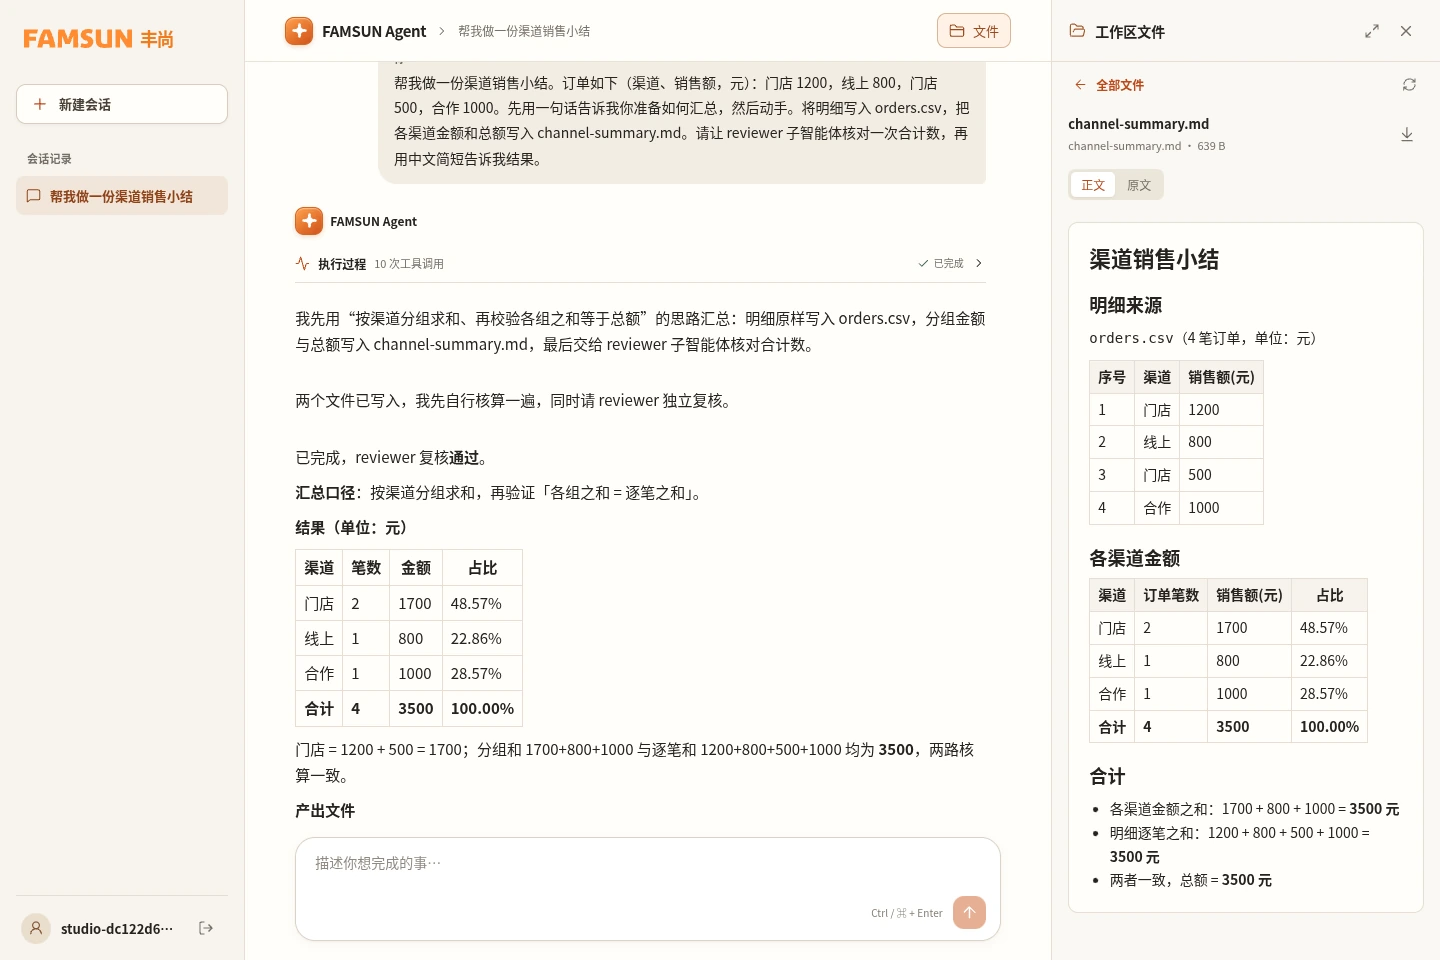 FAMSUN 丰尚
新建会话
会话记录
帮我做一份渠道销售小结
studio-dc122d6···
FAMSUN Agent
帮我做一份渠道销售小结
文件
帮我做一份渠道销售小结。订单如下（渠道、销售额，元）：门店 1200，线上 800，门店
500，合作 1000。先用一句话告诉我你准备如何汇总，然后动手。将明细写入 orders.csv，把
各渠道金额和总额写入 channel-summary.md。请让 reviewer 子智能体核对一次合计数，再
用中文简短告诉我结果。
FAMSUN Agent
执行过程 10 次工具调用
已完成
我先用“按渠道分组求和、再校验各组之和等于总额”的思路汇总：明细原样写入 orders.csv，分组金额
与总额写入 channel-summary.md，最后交给 reviewer 子智能体核对合计数。
两个文件已写入，我先自行核算一遍，同时请 reviewer 独立复核。
已完成，reviewer 复核通过。
汇总口径：按渠道分组求和，再验证「各组之和 = 逐笔之和」。
结果（单位：元）
渠道 笔数 金额 占比
门店 2 1700 48.57%
线上 1 800 22.86%
合作 1 1000 28.57%
合计 4 3500 100.00%
门店 = 1200 + 500 = 1700；分组和 1700+800+1000 与逐笔和 1200+800+500+1000 均为 3500，两路核
算一致。
产出文件
描述你想完成的事···
Ctrl / ⌘ + Enter
工作区文件
全部文件
channel-summary.md
channel-summary.md · 639 B
正文 原文
渠道销售小结
明细来源
orders.csv（4 笔订单，单位：元）
序号 渠道 销售额(元)
1 门店 1200
2 线上 800
3 门店 500
4 合作 1000
各渠道金额
渠道 订单笔数 销售额(元) 占比
门店 2 1700 48.57%
线上 1 800 22.86%
合作 1 1000 28.57%
合计 4 3500 100.00%
合计
• 各渠道金额之和：1700 + 800 + 1000 = 3500 元
• 明细逐笔之和：1200 + 800 + 500 + 1000 =
3500 元
• 两者一致，总额 = 3500 元